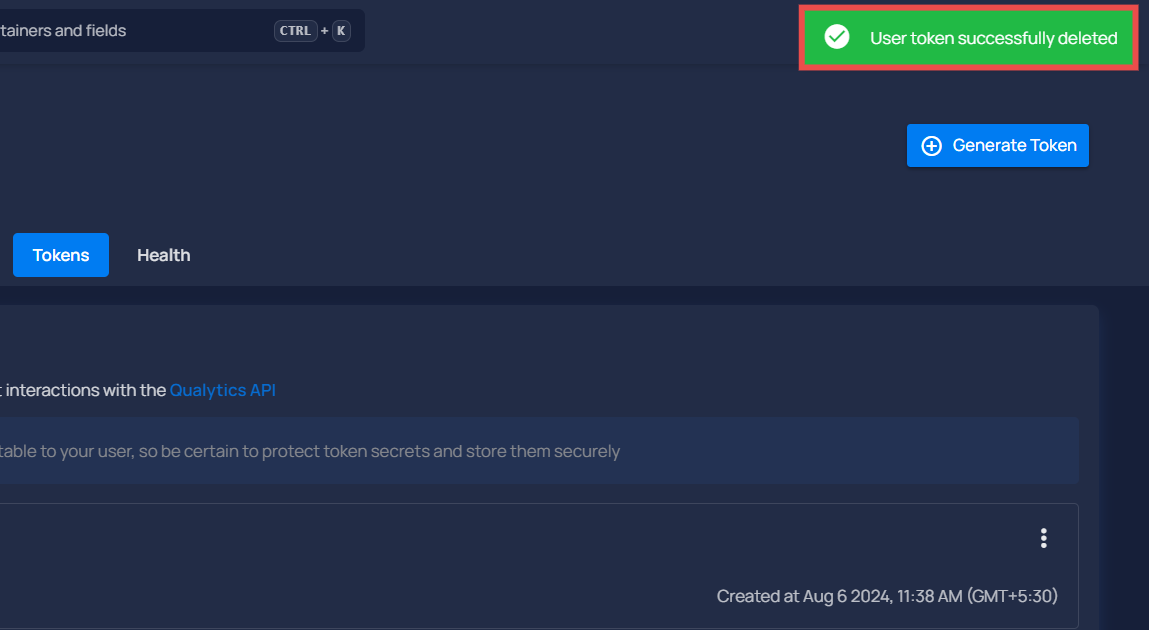 tainers and fields CTRL + K
User token successfully deleted
Generate Token
Tokens Health
interactions with the Qualytics API
table to your user, so be certain to protect token secrets and store them securely
Created at Aug 6 2024, 11:38 AM (GMT+5:30)